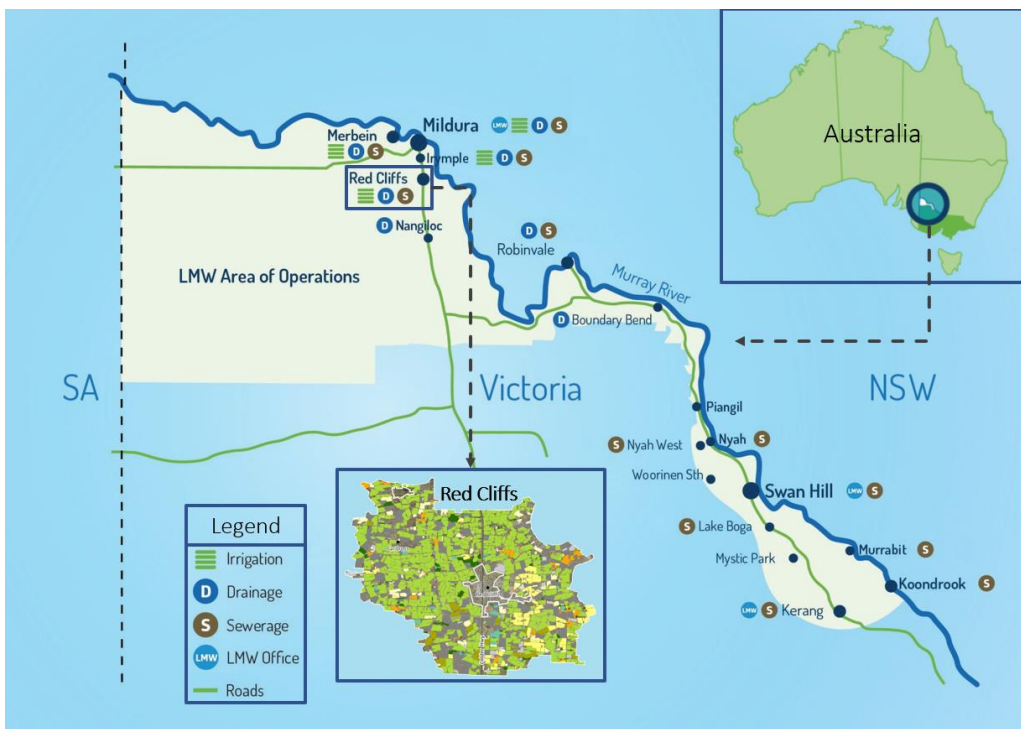 Australia
Merbein
D S
Mildura LMW D S
Irymple D S
Red Cliffs
D S
D Nangiloc
D S
Robinvale
LMW Area of Operations
Murray River
D Boundary Bend
SA
Victoria
NSW
Piangil
S Nyah West
Nyah S
Woorinen Sth
Swan Hill LMW S
S Lake Boga
Mystic Park
Murrabit S
Koondrook S
LMW S Kerang
Red Cliffs
Legend
Irrigation
D Drainage
S Sewerage
LMW LMW Office
Roads